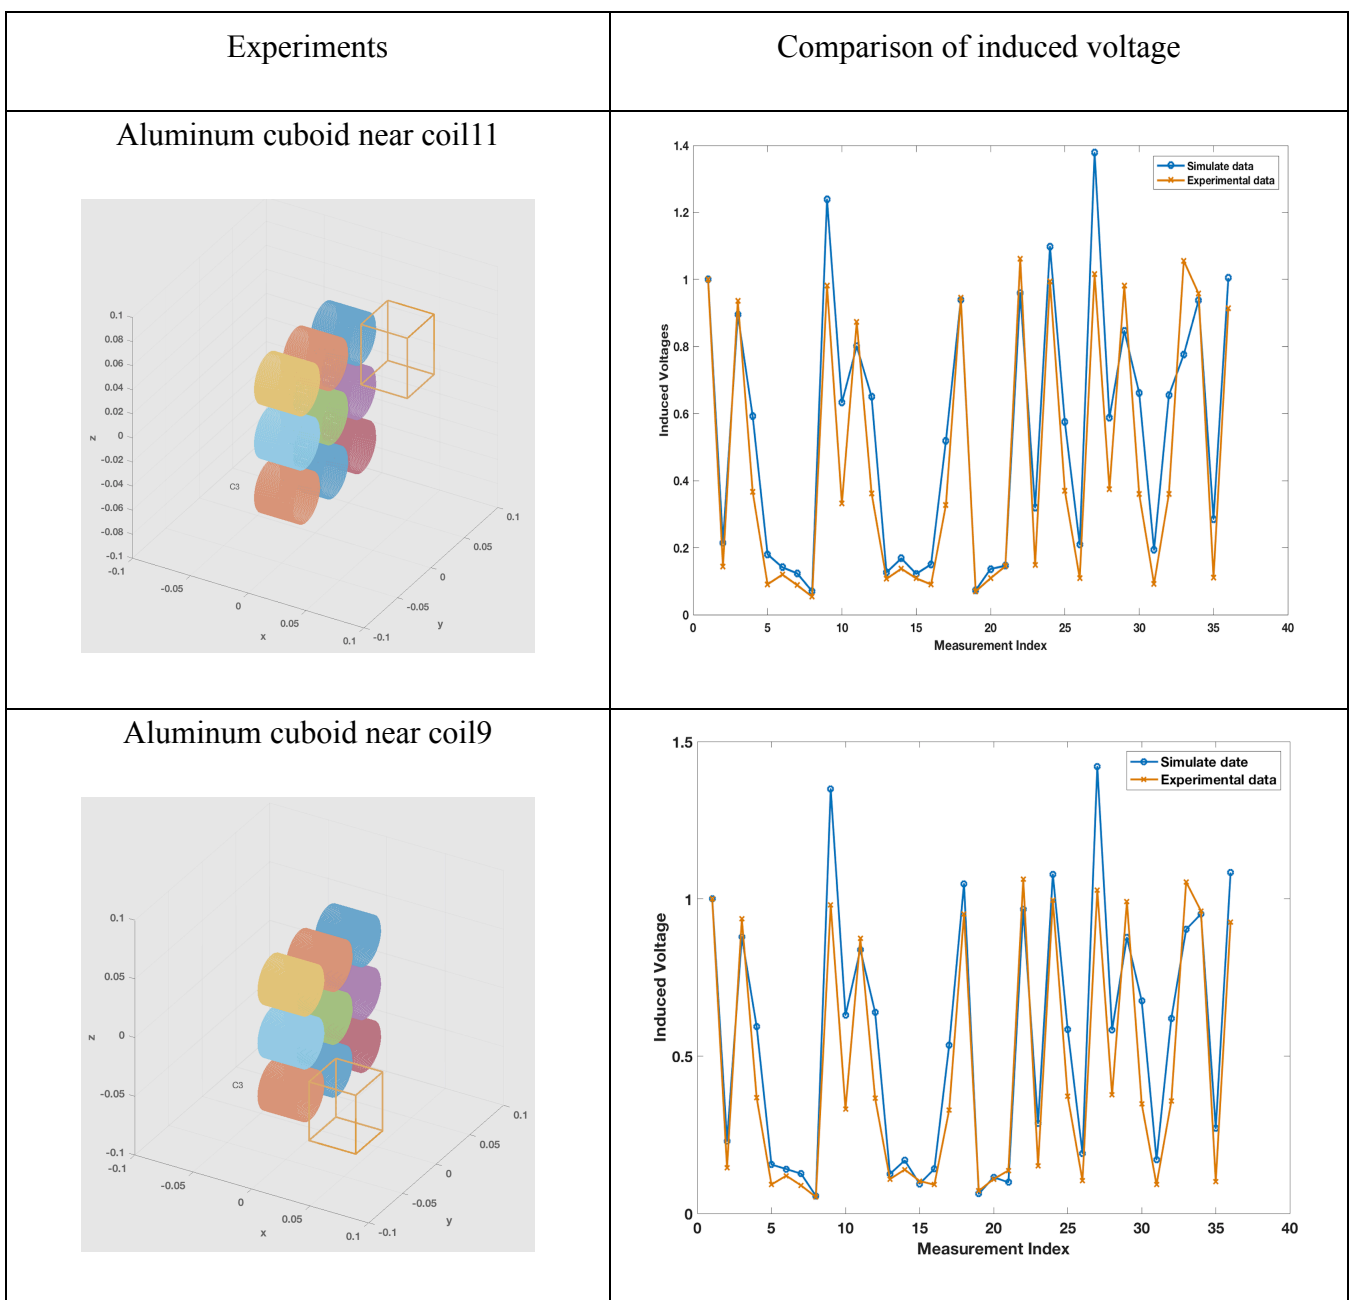 Experiments
Comparison of induced voltage
Aluminum cuboid near coil11
0.1
0.08
0.06
0.04
0.02
0
-0.02
-0.04
-0.06
-0.08
-0.1
z
C3
-0.1
-0.05
0
0.05
0.1
x
-0.1
-0.05
0
0.05
0.1
y
1.4
1.2
1
0.8
0.6
0.4
0.2
0
Induced Voltages
Simulate data
Experimental data
0 5 10 15 20 25 30 35 40
Measurement Index
Aluminum cuboid near coil9
0.1
0.05
0
-0.05
-0.1
z
C3
-0.1
-0.05
0
0.05
0.1
x
-0.1
-0.05
0
0.05
0.1
y
1.5
1
0.5
0
Induced Voltage
Simulate date
Experimental data
0 5 10 15 20 25 30 35 40
Measurement Index